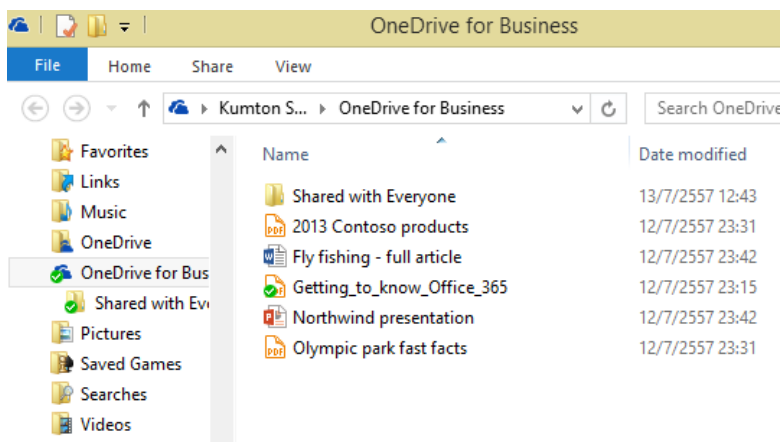 OneDrive for Business
File Home Share View
Kumton S... OneDrive for Business Search OneDrive
Favorites
Links
Music
OneDrive
OneDrive for Bus
Shared with Eve
Pictures
Saved Games
Searches
Videos
Name Date modified
Shared with Everyone 13/7/2557 12:43
2013 Contoso products 12/7/2557 23:31
Fly fishing - full article 12/7/2557 23:42
Getting_to_know_Office_365 12/7/2557 23:15
Northwind presentation 12/7/2557 23:42
Olympic park fast facts 12/7/2557 23:31